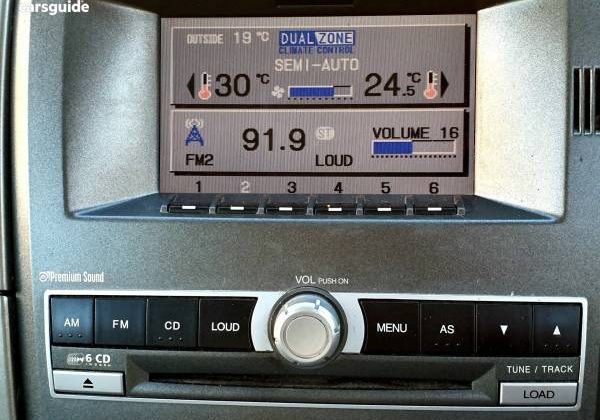 carsguide
OUTSIDE 19 °C DUAL ZONE
CLIMATE CONTROL
SEMI-AUTO
30 °C 24.5 °C
91.9 ST VOLUME 16
FM2 LOUD
1 2 3 4 5 6
Premium Sound
VOL PUSH ON
AM FM CD LOUD MENU AS
6 CD
TUNE / TRACK
LOAD